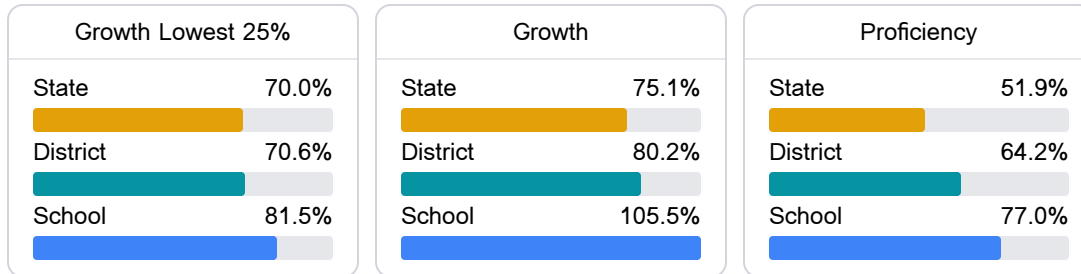 Growth Lowest 25%
State 70.0%
District 70.6%
School 81.5%
Growth
State 75.1%
District 80.2%
School 105.5%
Proficiency
State 51.9%
District 64.2%
School 77.0%